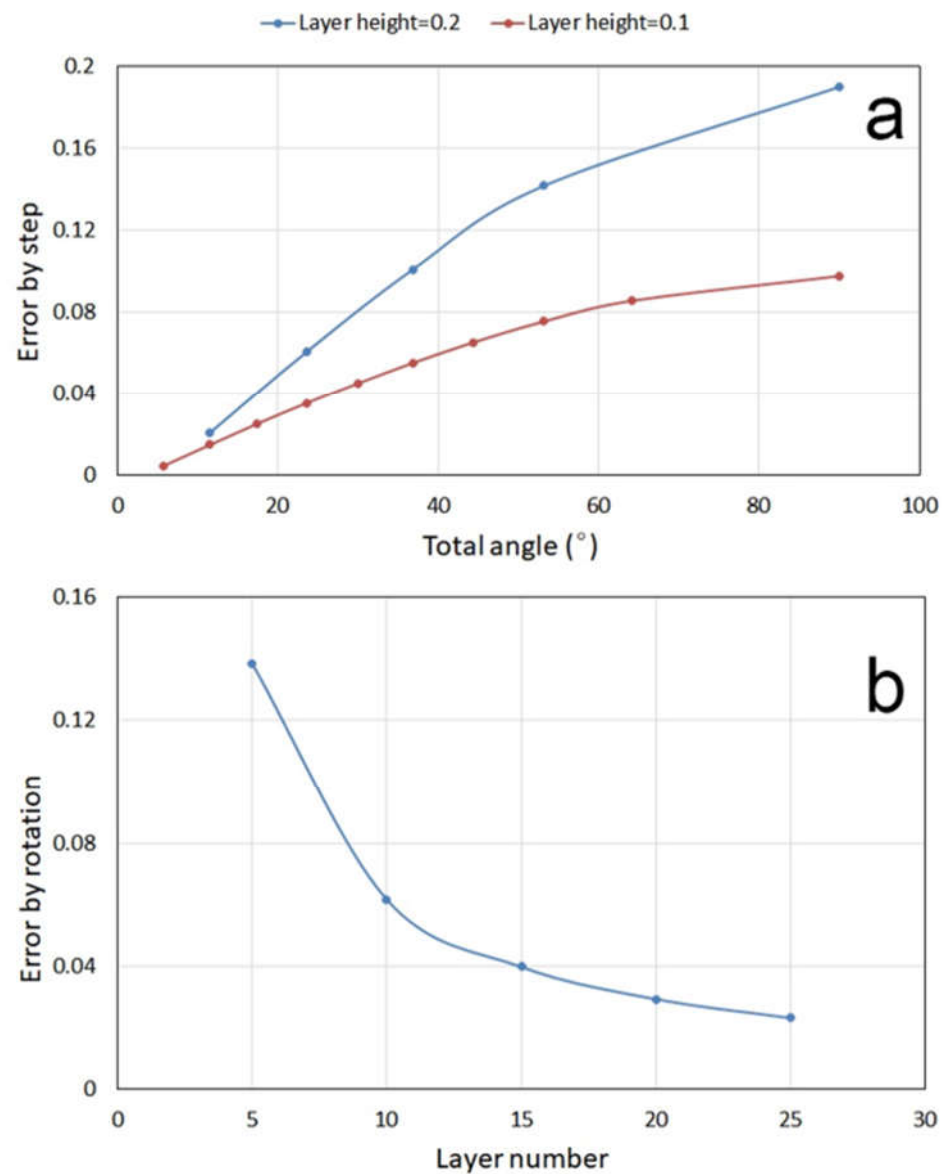 Layer height=0.2 Layer height=0.1
0.2
a
0.16
0.12
0.08
0.04
0
Error by step
0 20 40 60 80 100
Total angle (°)
0.16
b
0.12
0.08
0.04
0
Error by rotation
0 5 10 15 20 25 30
Layer number